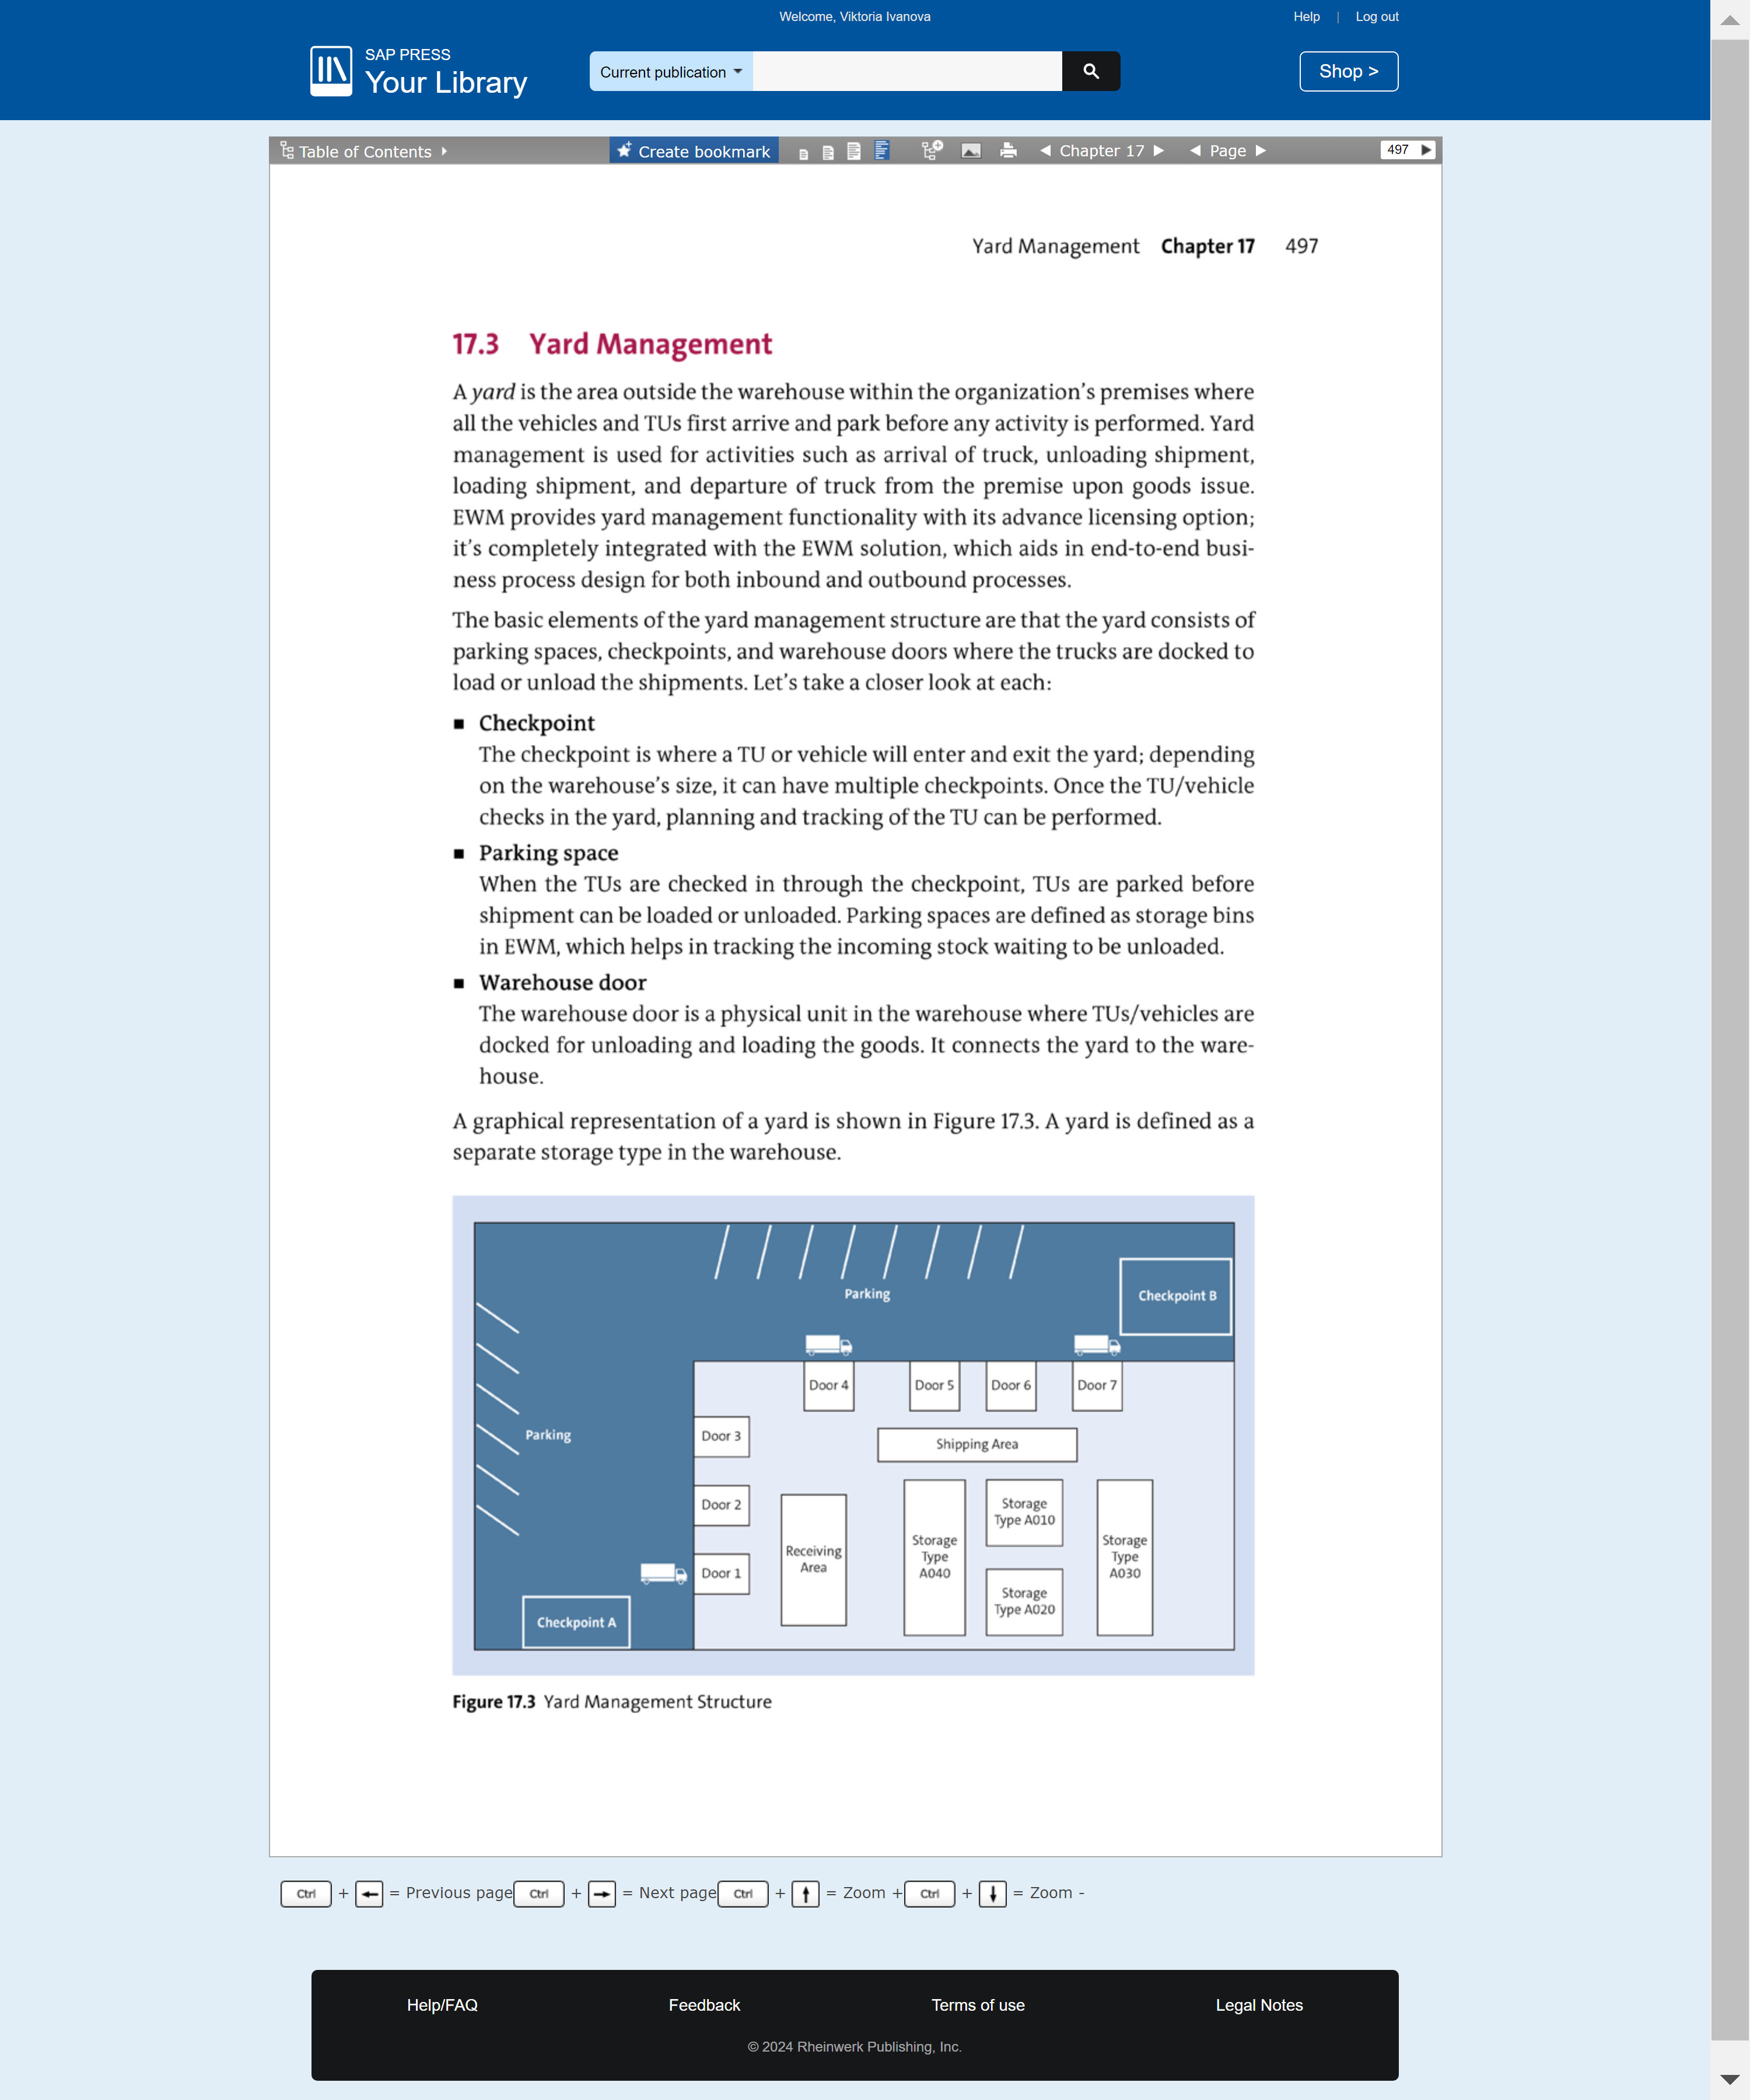 Welcome, Viktoria Ivanova
Help | Log out
SAP PRESS
Your Library
Current publication
Shop >
Table of Contents
Create bookmark
Chapter 17
Page
497
Yard Management Chapter 17 497
17.3 Yard Management
A yard is the area outside the warehouse within the organization’s premises where
all the vehicles and TUs first arrive and park before any activity is performed. Yard
management is used for activities such as arrival of truck, unloading shipment,
loading shipment, and departure of truck from the premise upon goods issue.
EWM provides yard management functionality with its advance licensing option;
it’s completely integrated with the EWM solution, which aids in end-to-end busi-
ness process design for both inbound and outbound processes.
The basic elements of the yard management structure are that the yard consists of
parking spaces, checkpoints, and warehouse doors where the trucks are docked to
load or unload the shipments. Let’s take a closer look at each:
■ Checkpoint
The checkpoint is where a TU or vehicle will enter and exit the yard; depending
on the warehouse’s size, it can have multiple checkpoints. Once the TU/vehicle
checks in the yard, planning and tracking of the TU can be performed.
■ Parking space
When the TUs are checked in through the checkpoint, TUs are parked before
shipment can be loaded or unloaded. Parking spaces are defined as storage bins
in EWM, which helps in tracking the incoming stock waiting to be unloaded.
■ Warehouse door
The warehouse door is a physical unit in the warehouse where TUs/vehicles are
docked for unloading and loading the goods. It connects the yard to the ware-
house.
A graphical representation of a yard is shown in Figure 17.3. A yard is defined as a
separate storage type in the warehouse.
Parking
Checkpoint B
Door 4
Door 5
Door 6
Door 7
Parking
Door 3
Shipping Area
Door 2
Door 1
Receiving
Area
Storage
Type
A040
Storage
Type A010
Storage
Type A020
Storage
Type
A030
Checkpoint A
Figure 17.3 Yard Management Structure
Ctrl + = Previous page Ctrl + = Next page Ctrl + = Zoom + Ctrl + = Zoom -
Help/FAQ
Feedback
Terms of use
Legal Notes
© 2024 Rheinwerk Publishing, Inc.